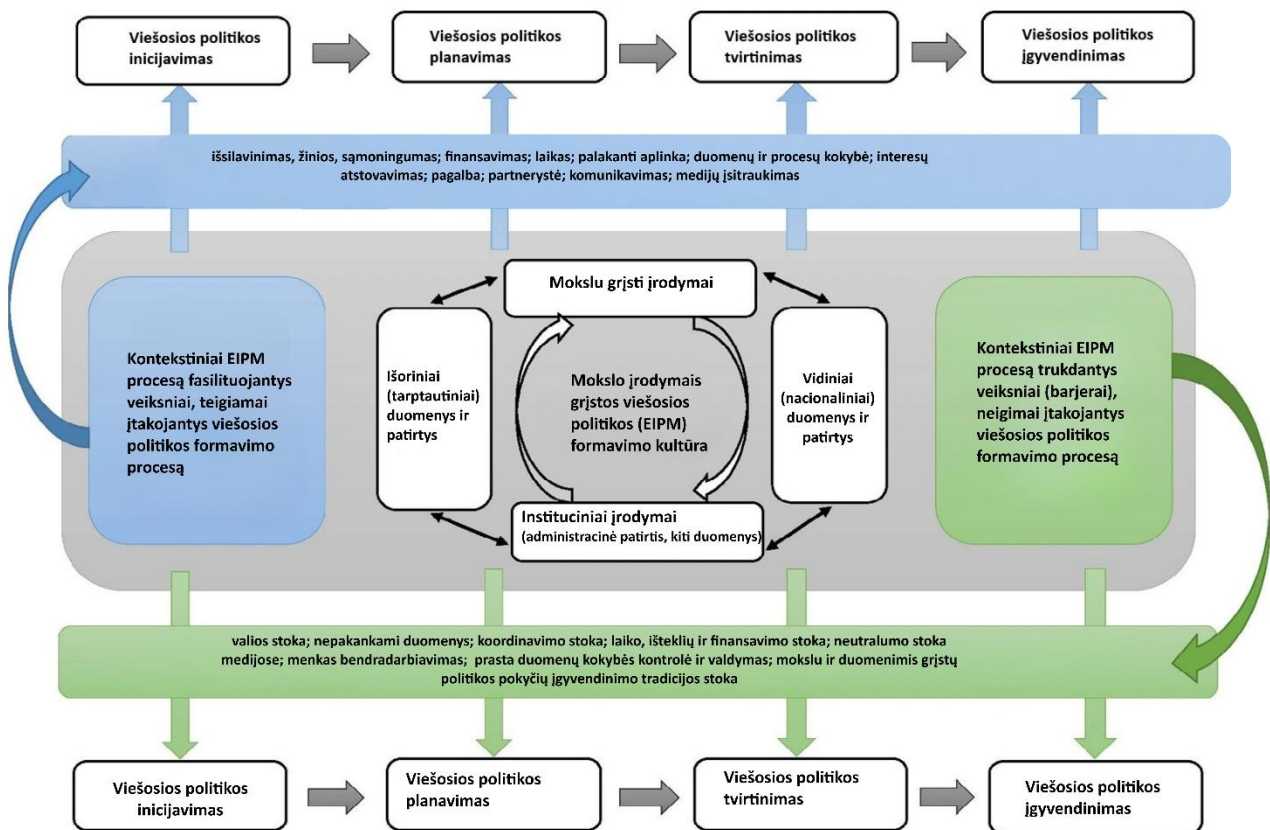 Viešosios politikos
inicijavimas
Viešosios politikos
planavimas
Viešosios politikos
tvirtinimas
Viešosios politikos
įgyvendinimas
išsilavinimas, žinios, sąmoningumas; finansavimas; laikas; palakanti aplinka; duomenų ir procesų kokybė; interesų
atstovavimas; pagalba; partnerystė; komunikavimas; medijų įsitraukimas
Kontekstiniai EIPM
procesą fasilituojantys
veiksniai, teigiamai
įtakojantys viešosios
politikos formavimo
procesą
Mokslu grįsti įrodymai
Išoriniai
(tarptautiniai)
duomenys ir
patirtys
Mokslo įrodymais
grįstos viešosios
politikos (EIPM)
formavimo kultūra
Vidiniai
(nacionaliniai)
duomenys ir
patirtys
Instituciniai įrodymai
(administracinė patirtis, kiti duomenys)
Kontekstiniai EIPM
procesą trukdantys
veiksniai (barjerai),
neigimai įtakojantys
viešosios politikos
formavimo procesą
valios stoka; nepakankami duomenys; koordinavimo stoka; laiko, išteklių ir finansavimo stoka; neutralumo stoka
medijose; menkas bendradarbiavimas; prasta duomenų kokybės kontrolė ir valdymas; mokslu ir duomenimis grįstų
politikos pokyčių įgyvendinimo tradicijos stoka
Viešosios politikos
inicijavimas
Viešosios politikos
planavimas
Viešosios politikos
tvirtinimas
Viešosios politikos
įgyvendinimas